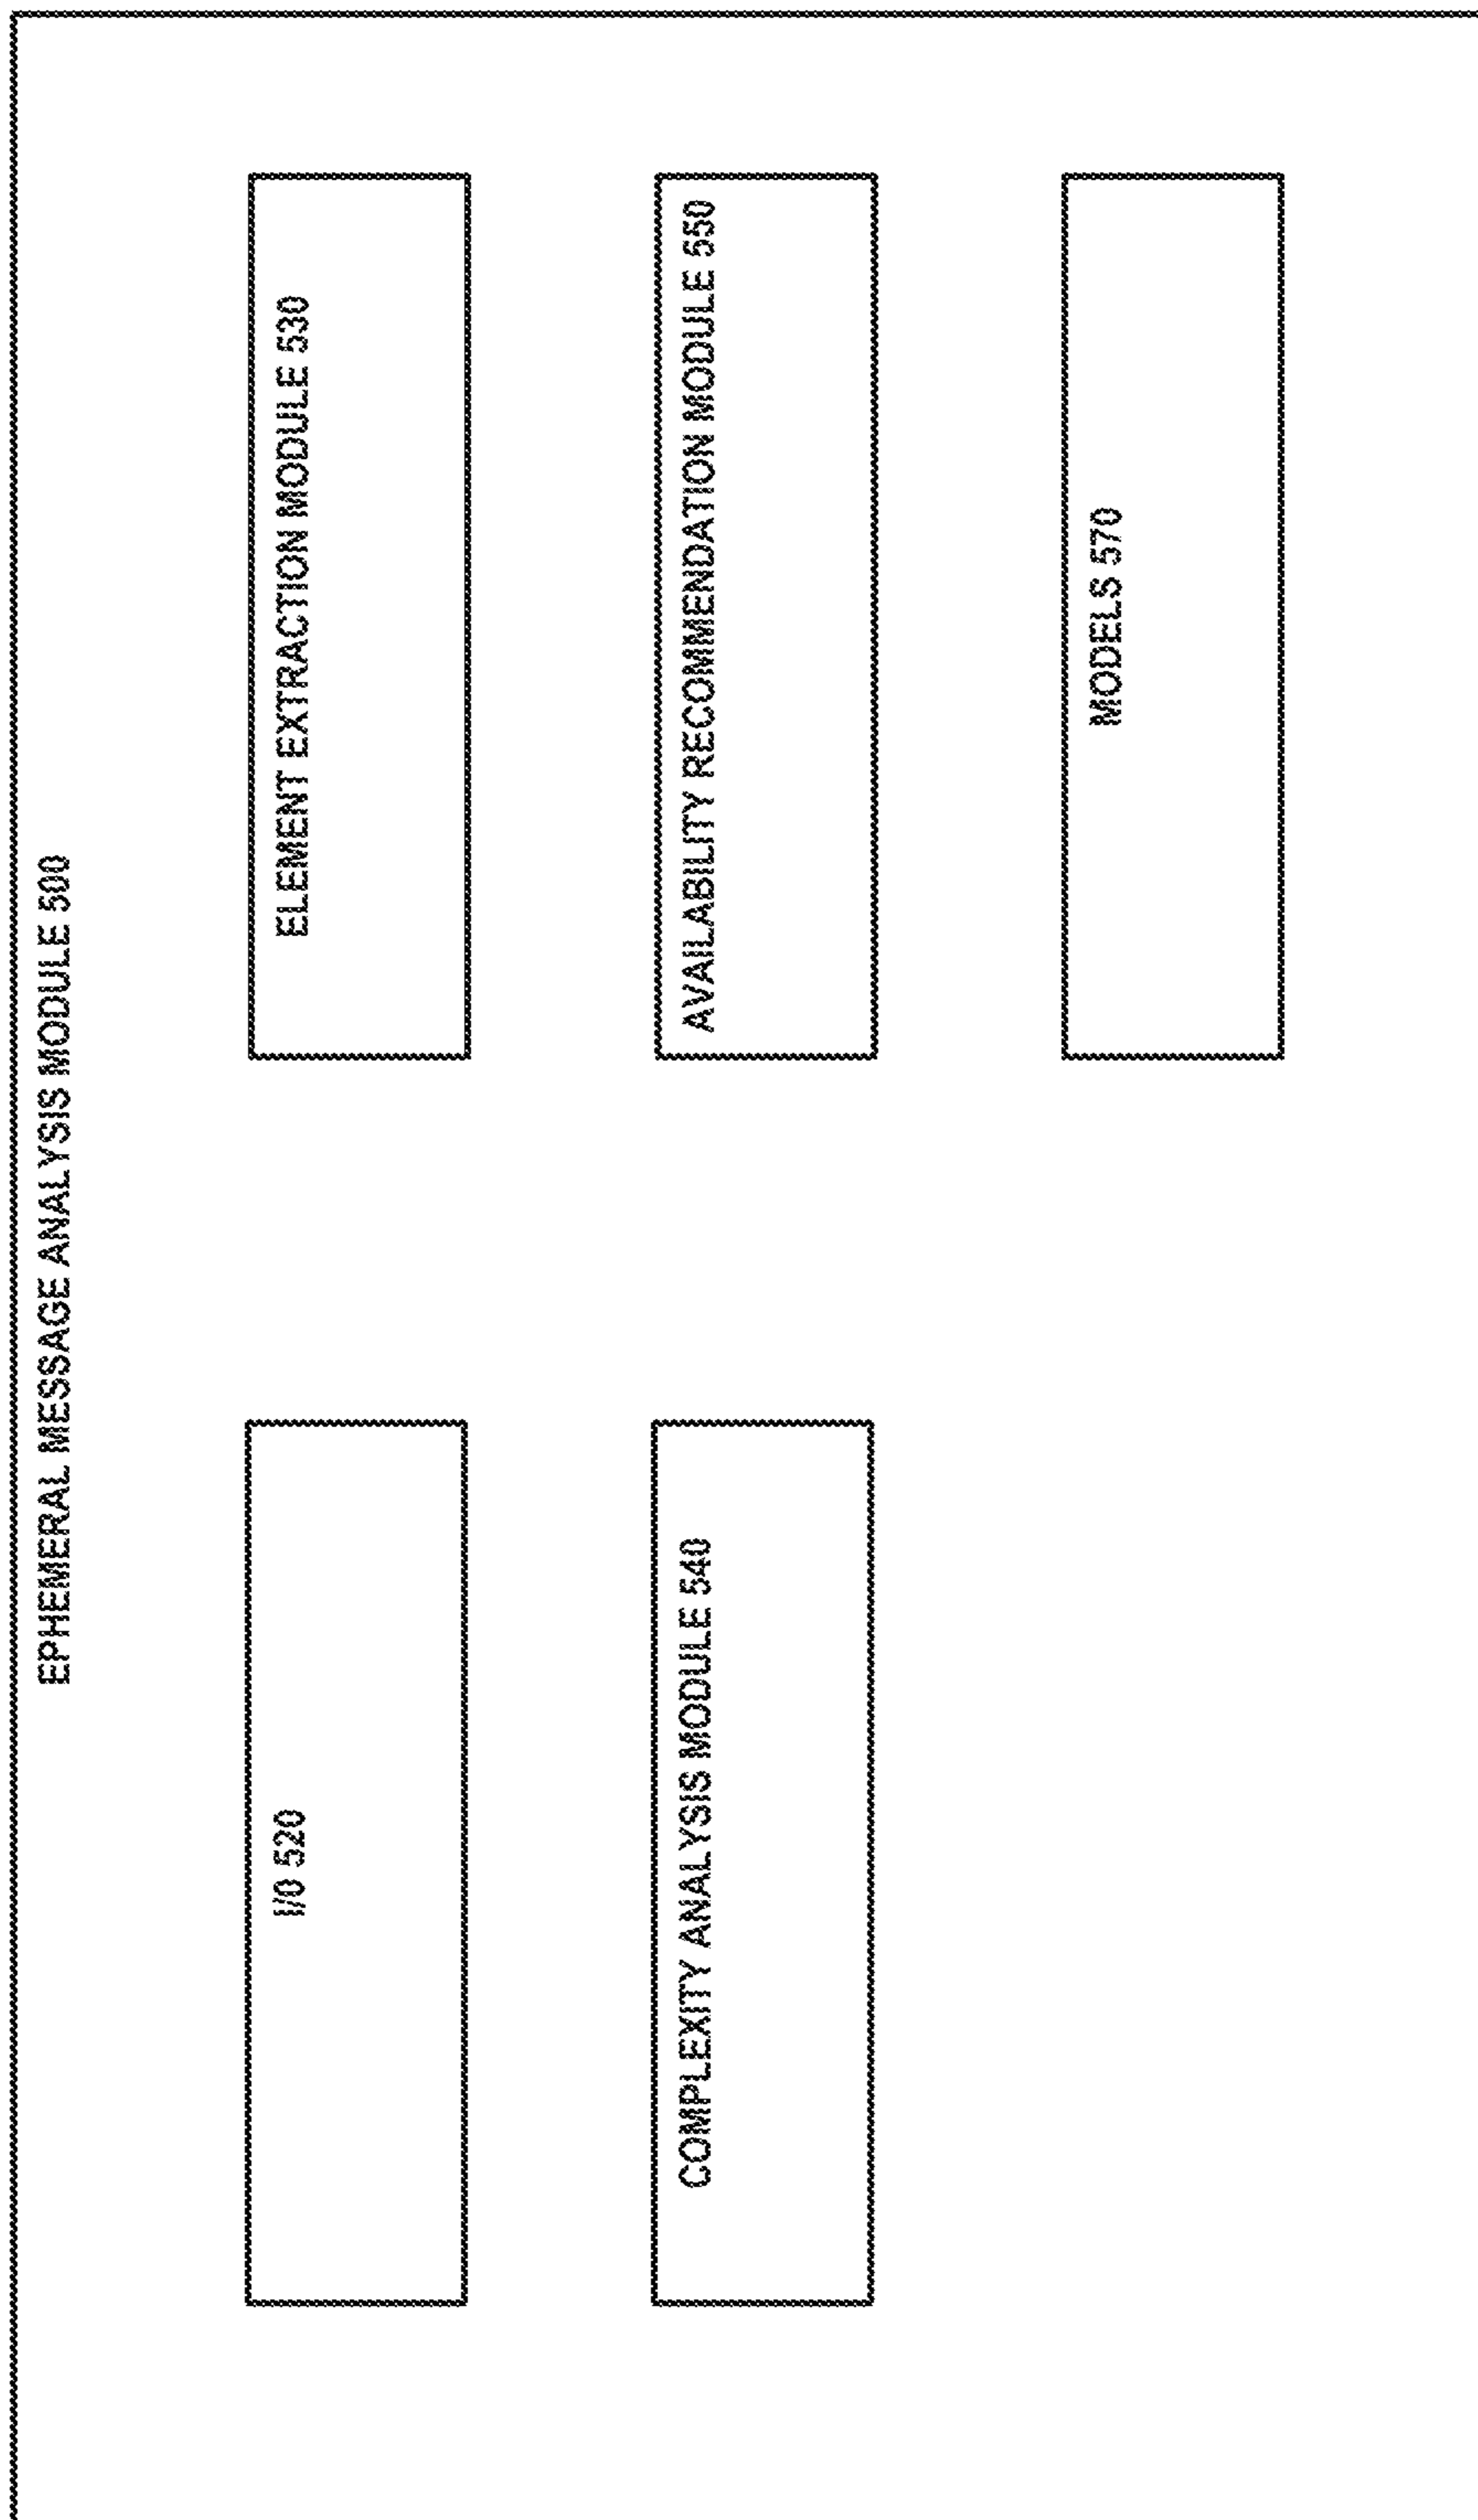 EPHEMERAL MESSAGE ANALYSIS MODULE 500
I/O 520
ELEMENT EXTRACTION MODULE 530
COMPLEXITY ANALYSIS MODULE 540
AVAILABILITY RECOMMENDATION MODULE 550
MODELS 570